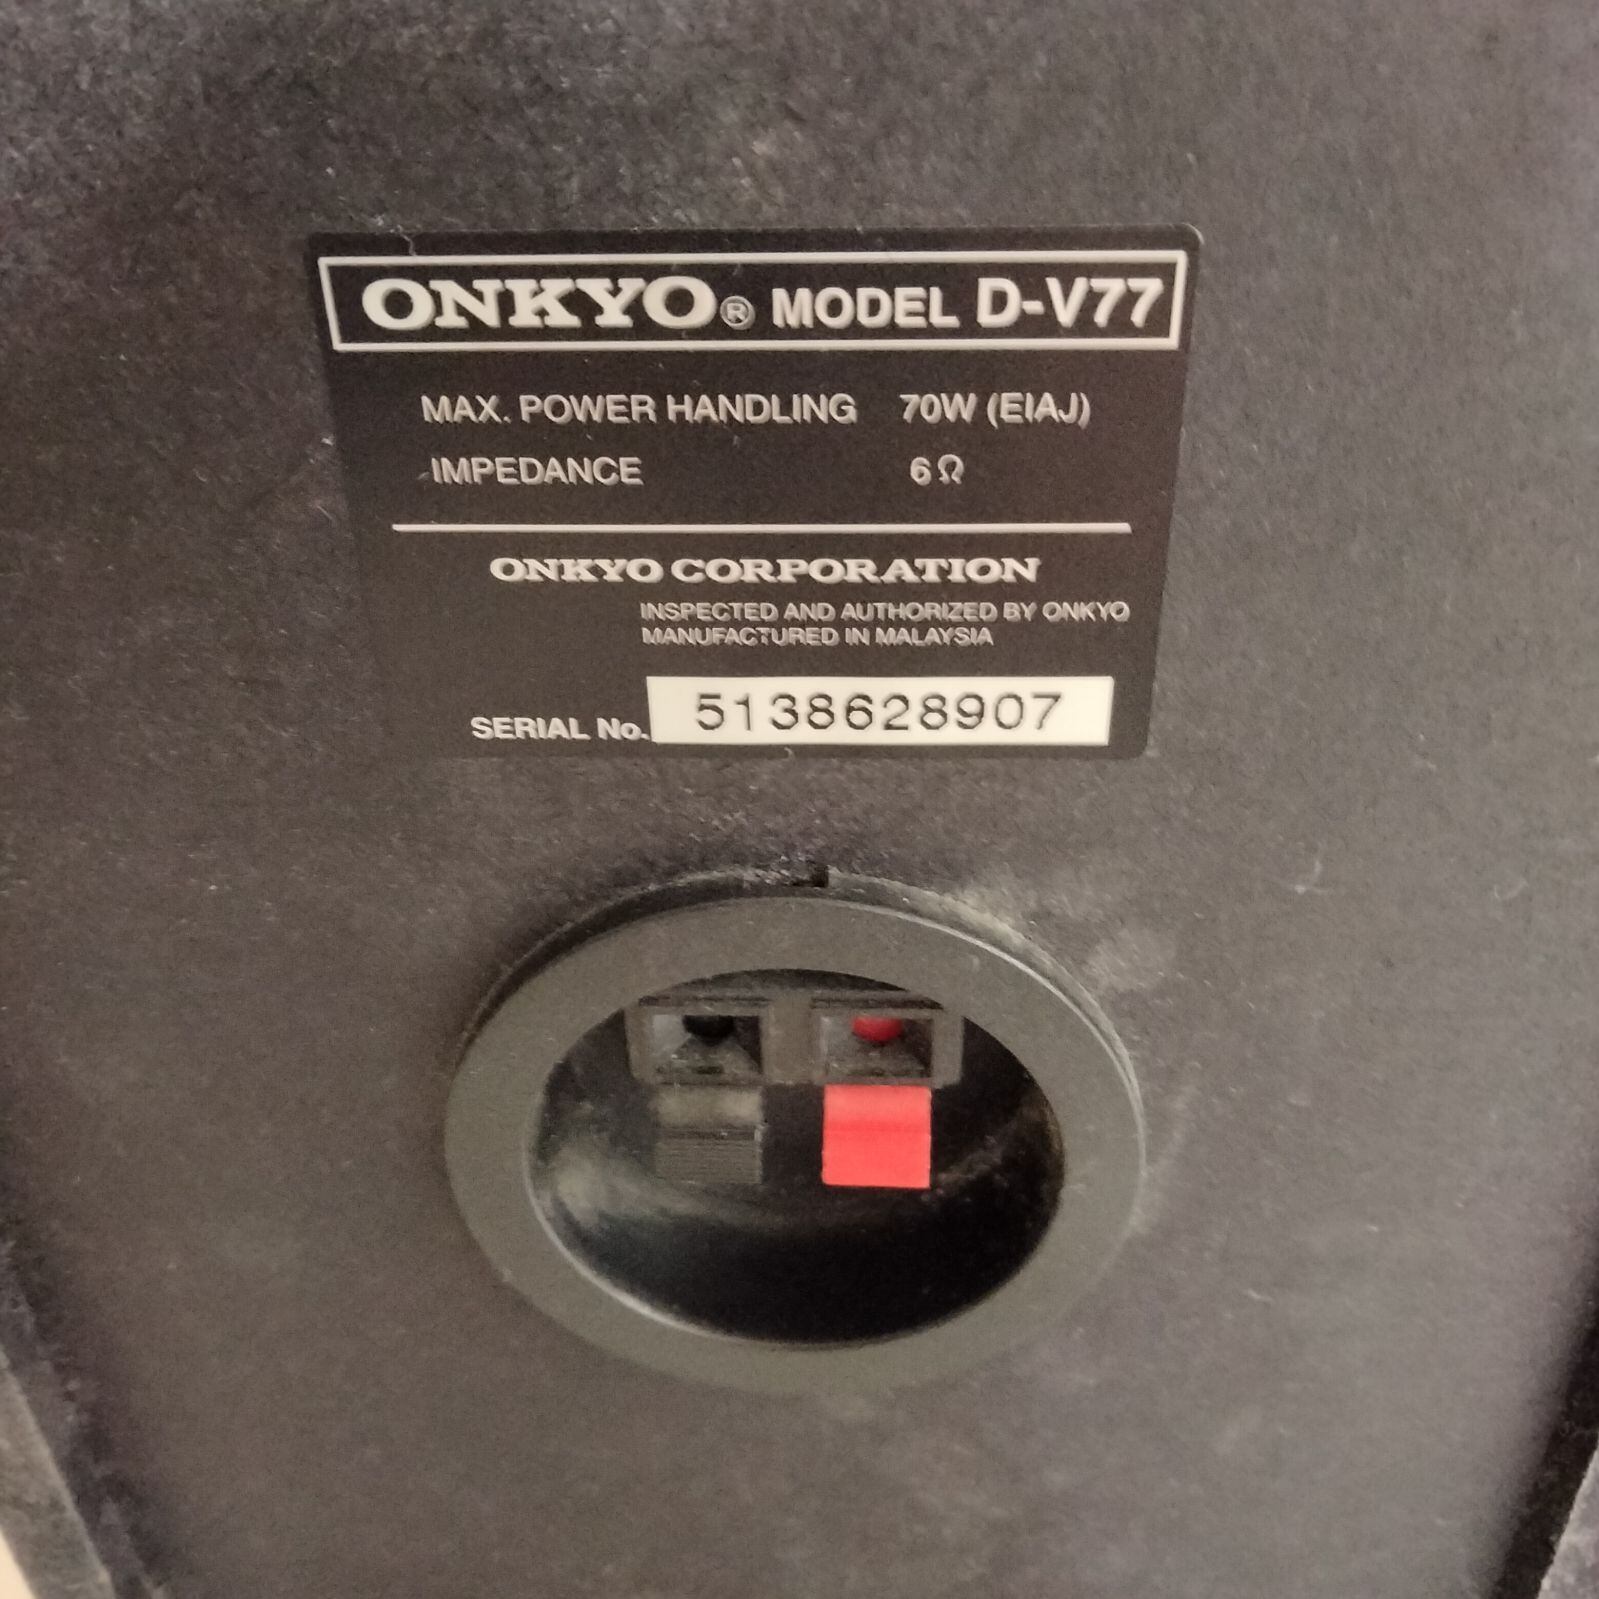 ONKYO® MODEL D-V77
MAX. POWER HANDLING 70W (EIAJ)
IMPEDANCE 6Ω
ONKYO CORPORATION
INSPECTED AND AUTHORIZED BY ONKYO
MANUFACTURED IN MALAYSIA
SERIAL No. 5138628907